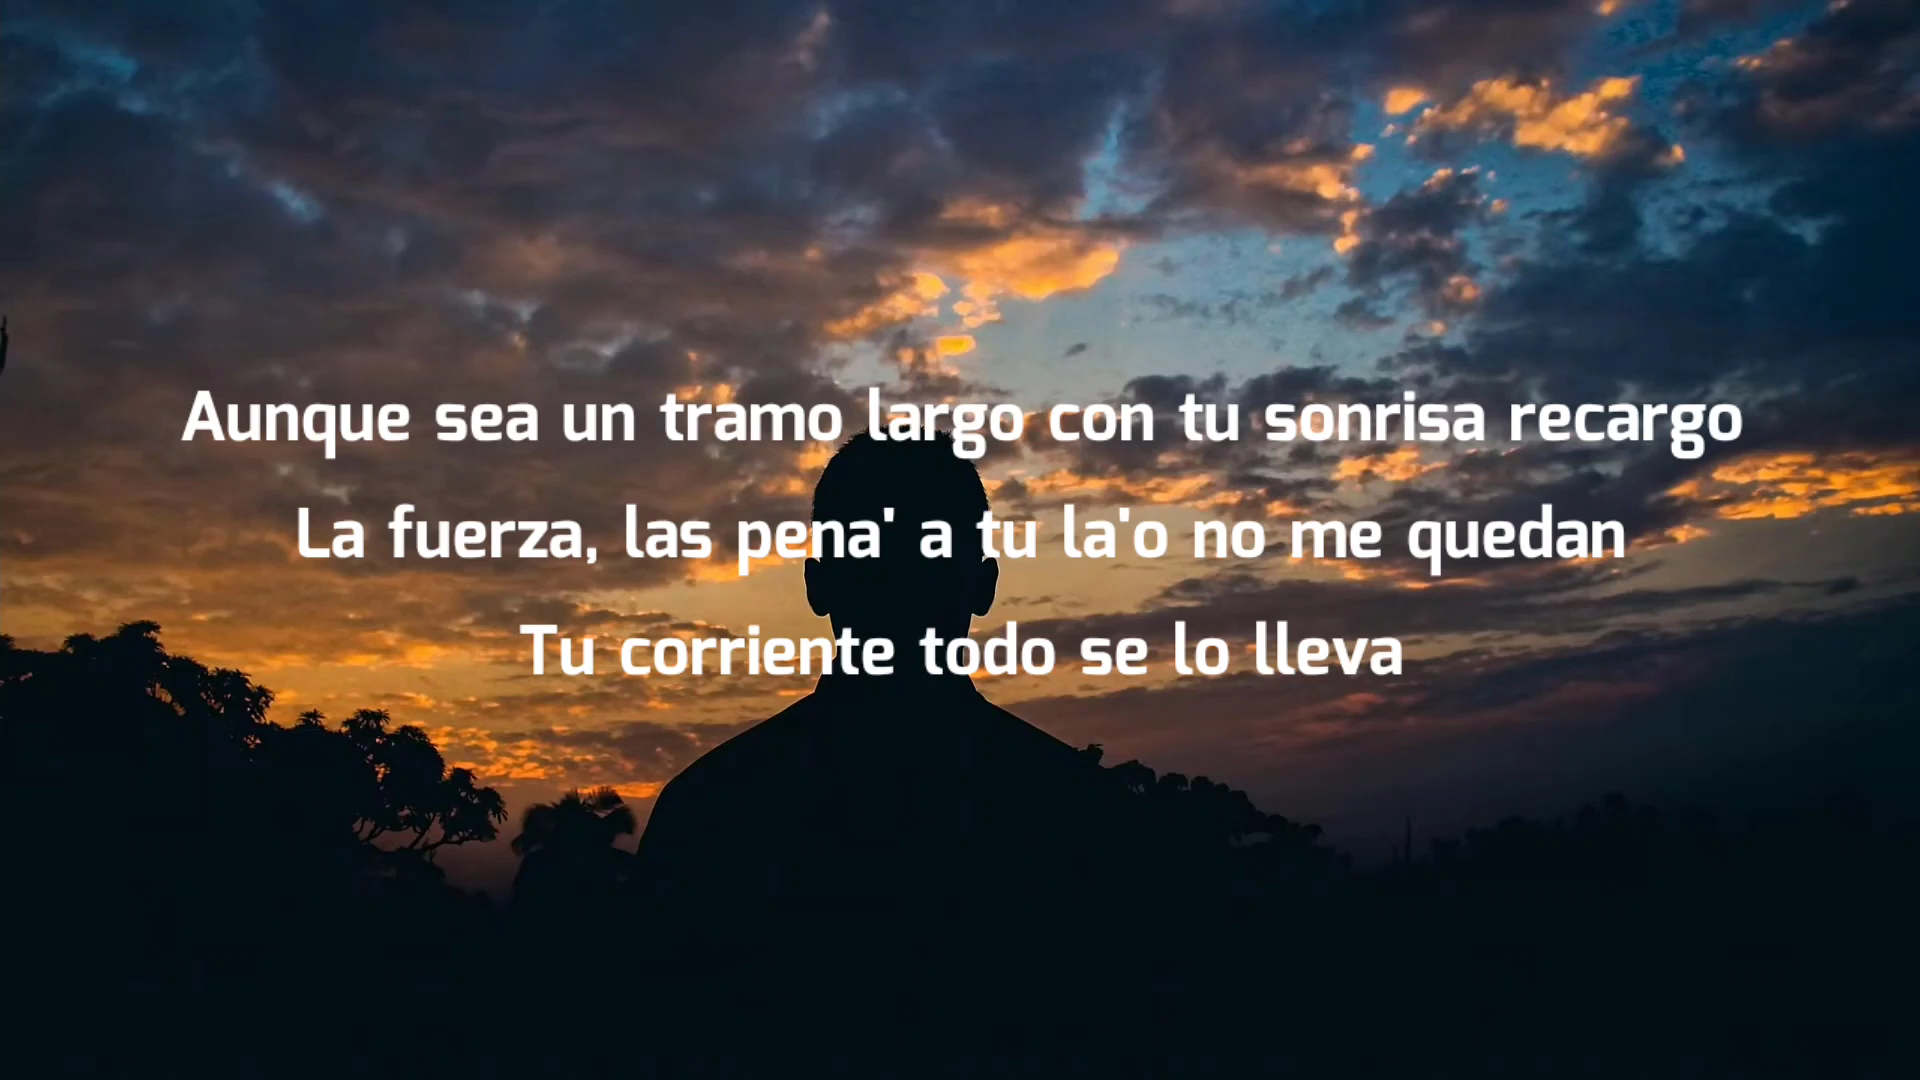 Aunque sea un tramo largo con tu sonrisa recargo
La fuerza, las pena' a tu la'o no me quedan
Tu corriente todo se lo lleva